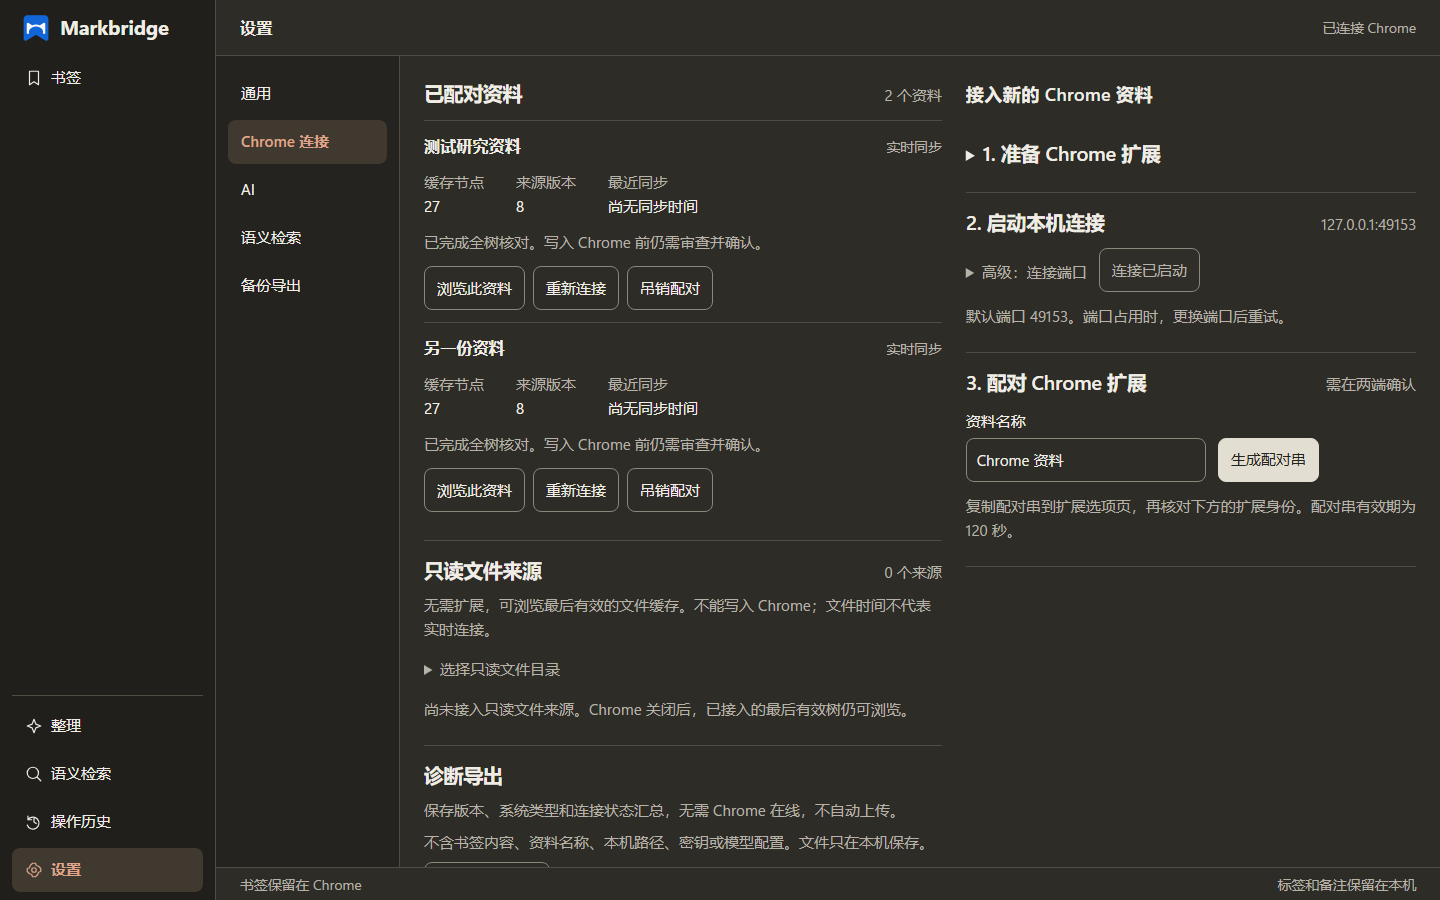 Markbridge
书签
整理
语义检索
操作历史
设置
设置
已连接 Chrome
通用
Chrome 连接
AI
语义检索
备份导出
已配对资料
2 个资料
测试研究资料
实时同步
缓存节点 来源版本 最近同步
27 8 尚无同步时间
已完成全树核对。写入 Chrome 前仍需审查并确认。
浏览此资料 重新连接 吊销配对
另一份资料
实时同步
缓存节点 来源版本 最近同步
27 8 尚无同步时间
已完成全树核对。写入 Chrome 前仍需审查并确认。
浏览此资料 重新连接 吊销配对
只读文件来源
0 个来源
无需扩展，可浏览最后有效的文件缓存。不能写入 Chrome；文件时间不代表
实时连接。
选择只读文件目录
尚未接入只读文件来源。Chrome 关闭后，已接入的最后有效树仍可浏览。
诊断导出
保存版本、系统类型和连接状态汇总，无需 Chrome 在线，不自动上传。
不含书签内容、资料名称、本机路径、密钥或模型配置。文件只在本机保存。
接入新的 Chrome 资料
1. 准备 Chrome 扩展
2. 启动本机连接
127.0.0.1:49153
高级：连接端口 连接已启动
默认端口 49153。端口占用时，更换端口后重试。
3. 配对 Chrome 扩展
需在两端确认
资料名称
Chrome 资料 生成配对串
复制配对串到扩展选项页，再核对下方的扩展身份。配对串有效期为
120 秒。
书签保留在 Chrome
标签和备注保留在本机